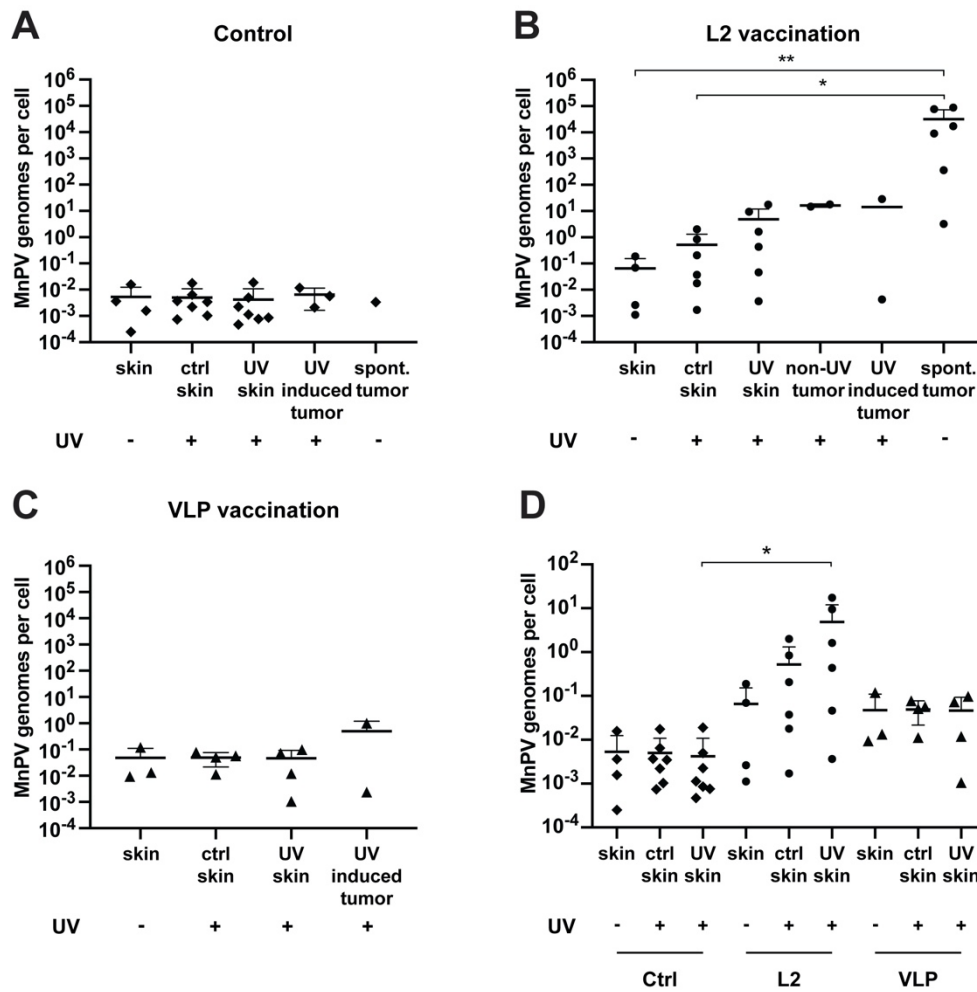 A
Control
MnPV genomes per cell
10^6
10^5
10^4
10^3
10^2
10^1
10^0
10^-1
10^-2
10^-3
10^-4
skin ctrl UV UV spont.
skin skin induced tumor
tumor
UV - + + + -
B
L2 vaccination
**
*
MnPV genomes per cell
10^6
10^5
10^4
10^3
10^2
10^1
10^0
10^-1
10^-2
10^-3
10^-4
skin ctrl UV non-UV UV spont.
skin skin tumor induced tumor
tumor
UV - + + + + -
C
VLP vaccination
MnPV genomes per cell
10^6
10^5
10^4
10^3
10^2
10^1
10^0
10^-1
10^-2
10^-3
10^-4
skin ctrl UV UV
skin skin induced
tumor
UV - + + +
D
*
MnPV genomes per cell
10^2
10^1
10^0
10^-1
10^-2
10^-3
10^-4
skin ctrl UV skin ctrl UV skin ctrl UV
skin skin skin skin skin skin
UV - + + - + + - + +
Ctrl L2 VLP